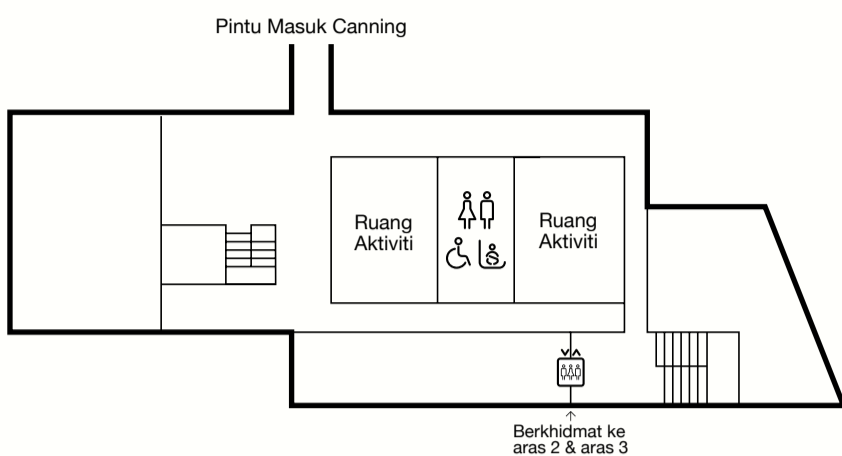 Pintu Masuk Canning
Ruang
Aktiviti
Ruang
Aktiviti
Berkhidmat ke
aras 2 & aras 3